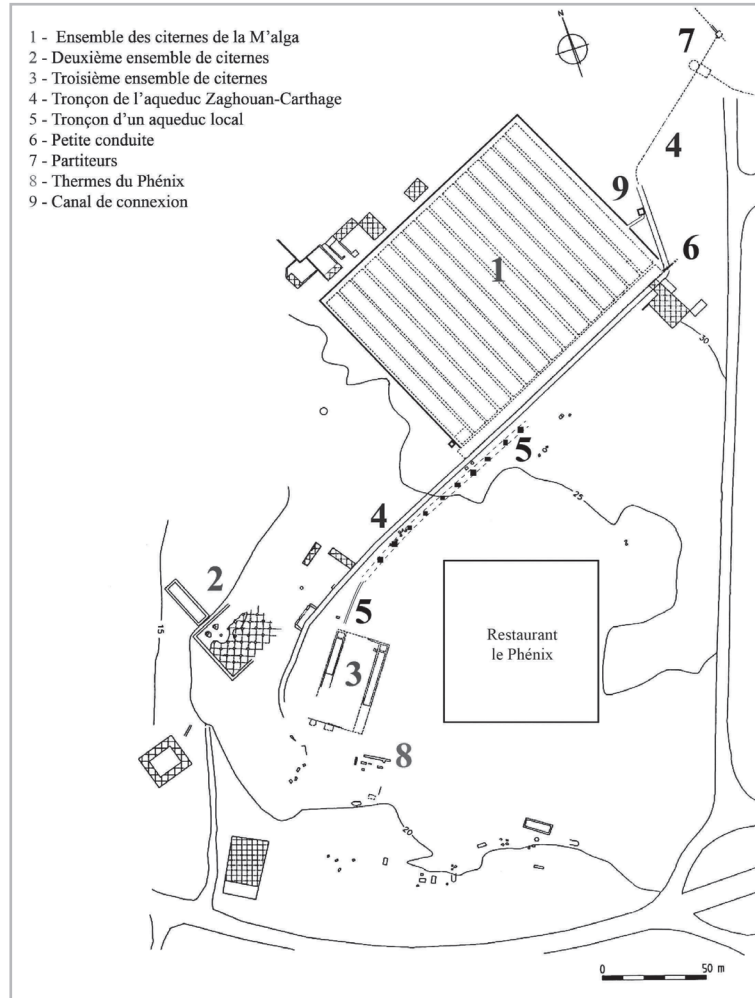 1 - Ensemble des citernes de la M'alga
2 - Deuxième ensemble de citernes
3 - Troisième ensemble de citernes
4 - Tronçon de l'aqueduc Zaghouan-Carthage
5 - Tronçon d'un aqueduc local
6 - Petite conduite
7 - Partiteurs
8 - Thermes du Phénix
9 - Canal de connexion
N
7
4
9
6
1
30
5
25
4
2
15
5
3
Restaurant
le Phénix
8
20
0 50 m